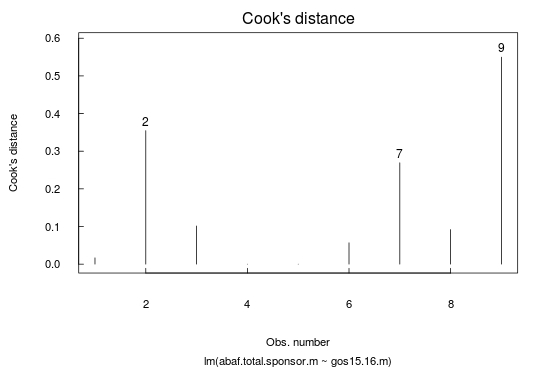 Cook's distance
Cook's distance
0.6
0.5
0.4
0.3
0.2
0.1
0.0
2
7
9
2 4 6 8
Obs. number
lm(abaf.total.sponsor.m ~ gos15.16.m)